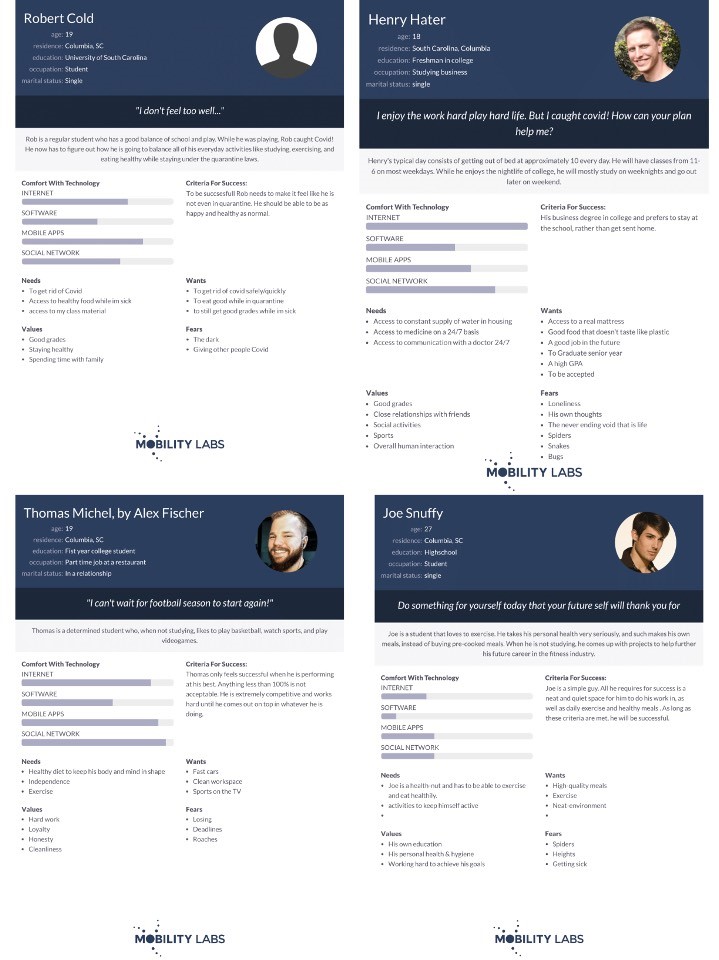 Robert Cold
age: 19
residence: Columbia, SC
education: University of South Carolina
occupation: Student
marital status: Single
"I don't feel too well..."
Rob is a regular student who has a good balance of school and play. While he was playing, Rob caught Covid!
He now has to figure out how he is going to balance all of his everyday activities like studying, exercising, and
eating healthy while staying under the quarantine laws.
Comfort With Technology
INTERNET
SOFTWARE
MOBILE APPS
SOCIAL NETWORK
Criteria For Success:
To be succsesfull Rob needs to make it feel like he is
not even in quarantine. He should be able to be as
happy and healthy as normal.
Needs
• To get rid of Covid
• Access to healthy food while im sick
• access to my class material
Wants
• To get rid of covid safely/quickly
• To eat good while in quarantine
• to still get good grades while im sick
Values
• Good grades
• Staying healthy
• Spending time with family
Fears
• The dark
• Giving other people Covid
MOBILITY LABS
Henry Hater
age: 18
residence: South Carolina, Columbia
education: Freshman in college
occupation: Studying business
marital status: single
I enjoy the work hard play hard life. But I caught covid! How can your plan
help me?
Henry's typical day consists of getting out of bed at approximately 10 every day. He will have classes from 11-
6 on most weekdays. While he enjoys the nightlife of college, he will mostly study on weeknights and go out
later on weekend.
Comfort With Technology
INTERNET
SOFTWARE
MOBILE APPS
SOCIAL NETWORK
Criteria For Success:
His business degree in college and prefers to stay at
the school, rather than get sent home.
Needs
• Access to constant supply of water in housing
• Access to medicine on a 24/7 basis
• Access to communication with a doctor 24/7
Wants
• Access to a real mattress
• Good food that doesn't taste like plastic
• A good job in the future
• To Graduate senior year
• A high GPA
• To be accepted
Values
• Good grades
• Close relationships with friends
• Social activities
• Sports
• Overall human interaction
Fears
• Loneliness
• His own thoughts
• The never ending void that is life
• Spiders
• Snakes
• Bugs
MOBILITY LABS
Thomas Michel, by Alex Fischer
age: 19
residence: Columbia, SC
education: Fist year college student
occupation: Part time job at a restaurant
marital status: In a relationship
"I can't wait for football season to start again!"
Thomas is a determined student who, when not studying, likes to play basketball, watch sports, and play
videogames.
Comfort With Technology
INTERNET
SOFTWARE
MOBILE APPS
SOCIAL NETWORK
Criteria For Success:
Thomas only feels successful when he is performing
at his best. Anything less than 100% is not
acceptable. He is extremely competitive and works
hard until he comes out on top in whatever he is
doing.
Needs
• Healthy diet to keep his body and mind in shape
• Independence
• Exercise
Wants
• Fast cars
• Clean workspace
• Sports on the TV
Values
• Hard work
• Loyalty
• Honesty
• Cleanliness
Fears
• Losing
• Deadlines
• Roaches
MOBILITY LABS
Joe Snuffy
age: 27
residence: Columbia, SC
education: Highschool
occupation: Student
marital status: single
Do something for yourself today that your future self will thank you for
Joe is a student that loves to exercise. He takes his personal health very seriously, and such makes his own
meals, instead of buying pre-cooked meals. When he is not studying, he comes up with projects to help further
his future career in the fitness industry.
Comfort With Technology
INTERNET
SOFTWARE
MOBILE APPS
SOCIAL NETWORK
Criteria For Success:
Joe is a simple guy. All he requires for success is a
neat and quiet space for him to do his work in, as
well as daily exercise and healthy meals . As long as
these criteria are met, he will be successful.
Needs
• Joe is a health-nut and has to be able to exercise
and eat healthily.
• activities to keep himself active
•
Wants
• High-quality meals
• Exercise
• Neat-environment
•
Values
• His own education
• His personal health & hygiene
• Working hard to achieve his goals
Fears
• Spiders
• Heights
• Getting sick
MOBILITY LABS